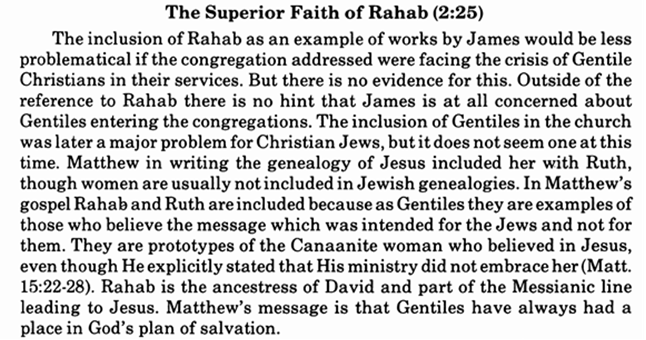 The Superior Faith of Rahab (2:25)
The inclusion of Rahab as an example of works by James would be less
problematical if the congregation addressed were facing the crisis of Gentile
Christians in their services. But there is no evidence for this. Outside of the
reference to Rahab there is no hint that James is at all concerned about
Gentiles entering the congregations. The inclusion of Gentiles in the church
was later a major problem for Christian Jews, but it does not seem one at this
time. Matthew in writing the genealogy of Jesus included her with Ruth,
though women are usually not included in Jewish genealogies. In Matthew's
gospel Rahab and Ruth are included because as Gentiles they are examples of
those who believe the message which was intended for the Jews and not for
them. They are prototypes of the Canaanite woman who believed in Jesus,
even though He explicitly stated that His ministry did not embrace her (Matt.
15:22-28). Rahab is the ancestress of David and part of the Messianic line
leading to Jesus. Matthew's message is that Gentiles have always had a
place in God's plan of salvation.